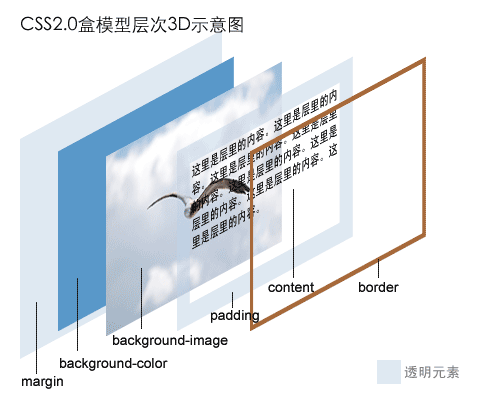 CSS2.0盒模型层次3D示意图
这里是层里的内容。这里是层里的内
容。这里是层里的内容。这里是层里
的内容。这里是层里的内容。这里是
层里的内容。这里是层里的内容。这
里是层里的内容。
content
border
padding
background-image
background-color
margin
透明元素